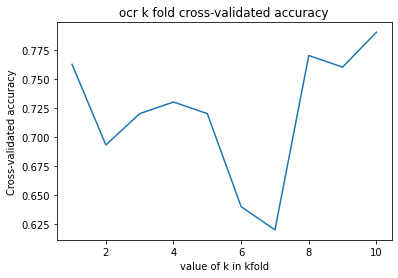 ocr k fold cross-validated accuracy
0.775
0.750
0.725
0.700
0.675
0.650
0.625
Cross-validated accuracy
2 4 6 8 10
value of k in kfold